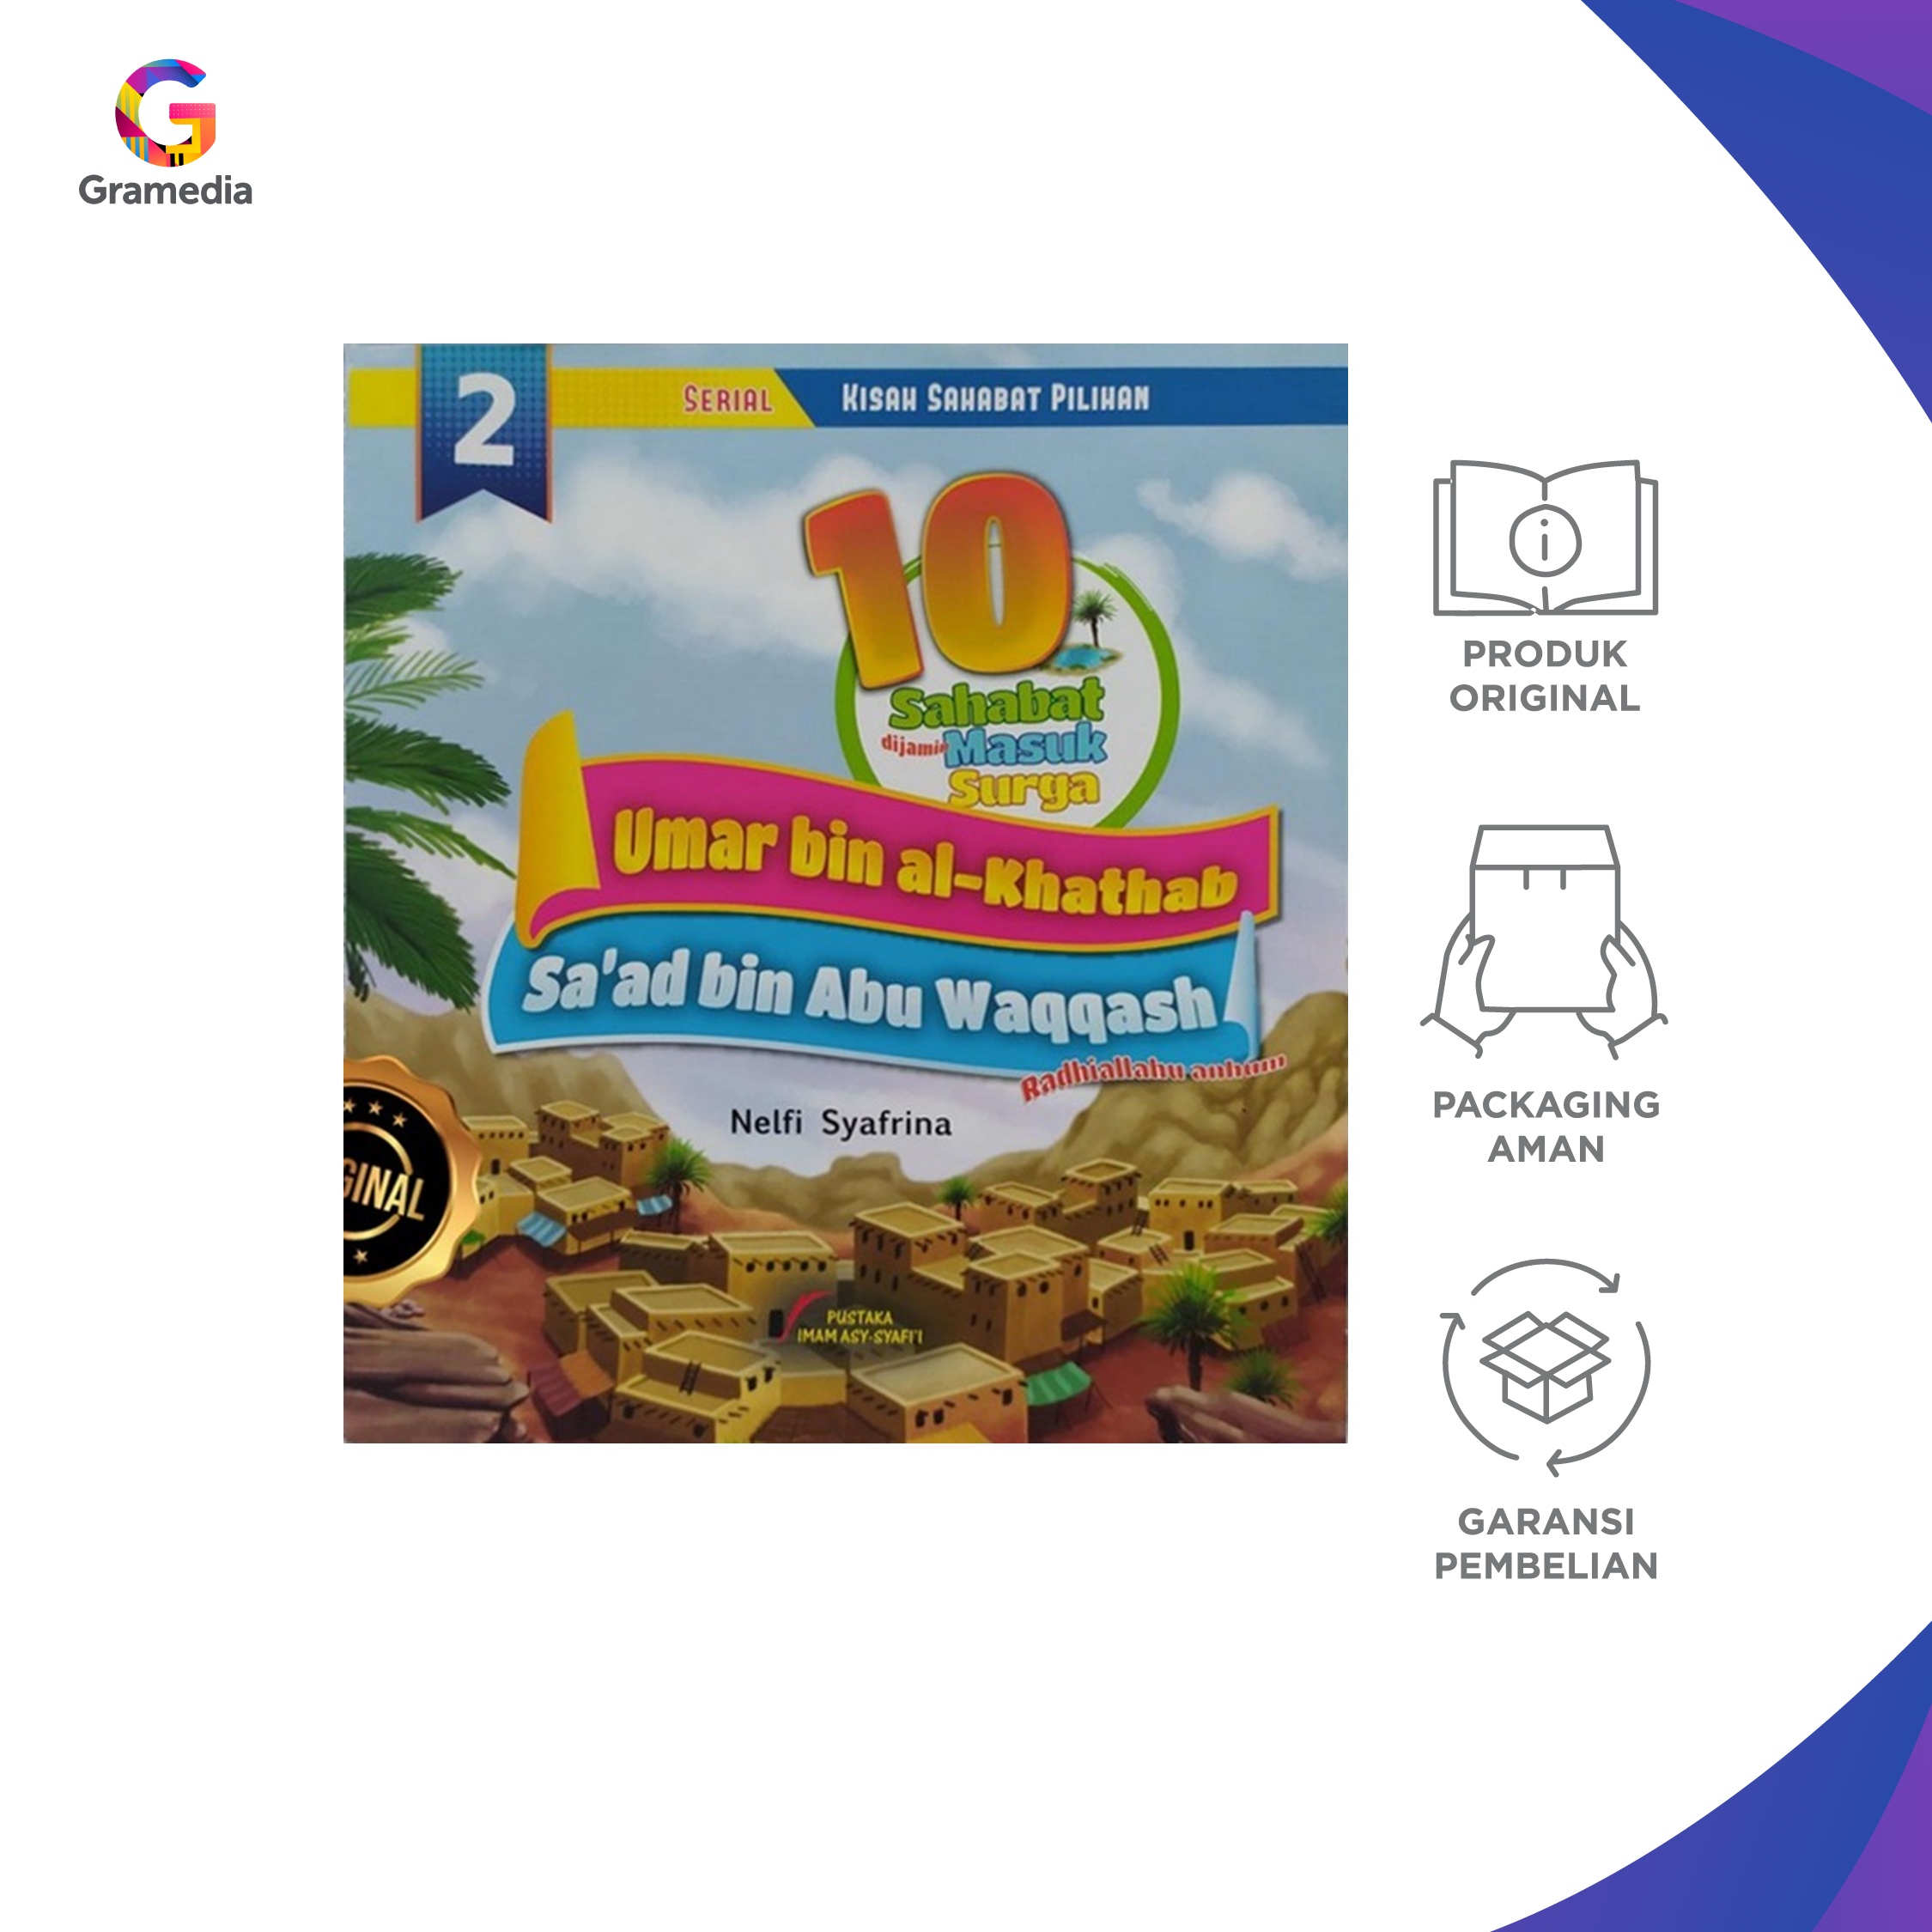 Gramedia
2
SERIAL KISAH SAHABAT PILIHAN
10
Sahabat
dijamin Masuk
Surga
Umar bin al-Khathab
Sa'ad bin Abu Waqqash
Radhiallahu anhum
Nelfi Syafrina
PUSTAKA
IMAM ASY-SYAFI'I
PRODUK
ORIGINAL
PACKAGING
AMAN
GARANSI
PEMBELIAN